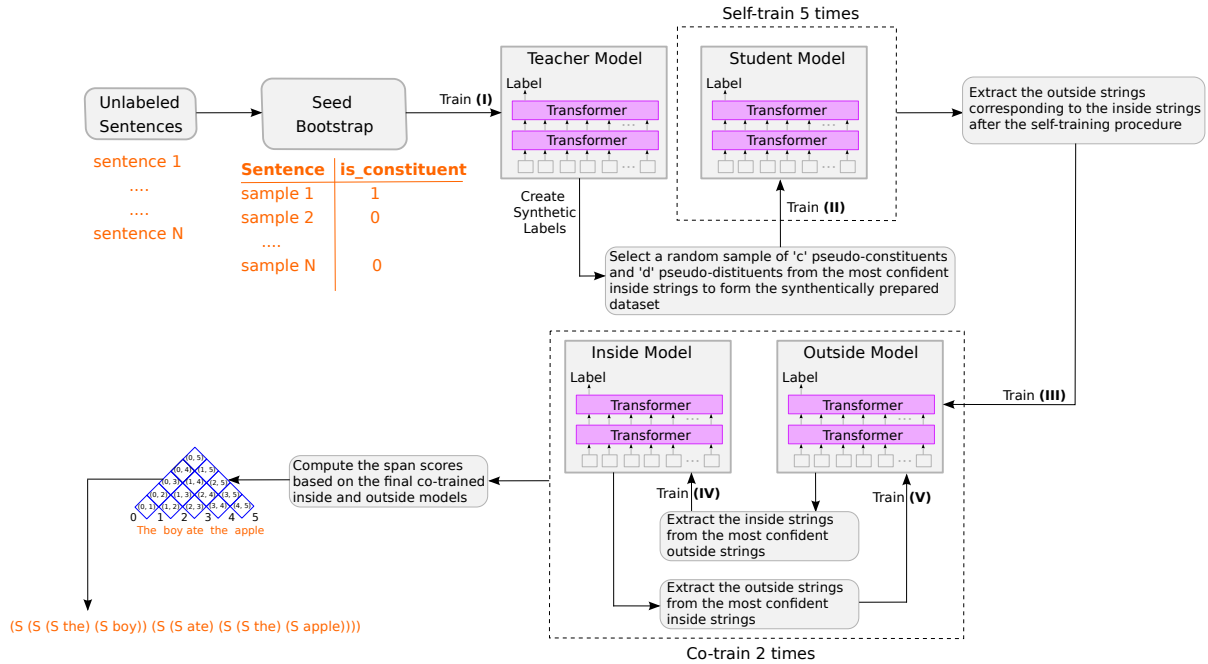 Self-train 5 times
Teacher Model
Label
Transformer
...
Transformer
...
Student Model
Label
Transformer
...
Transformer
...
Unlabeled
Sentences
Seed
Bootstrap
Train (I)
Extract the outside strings
corresponding to the inside strings
after the self-training procedure
sentence 1
....
....
sentence N
Sentence is_constituent
sample 1 1
sample 2 0
....
sample N 0
Create
Synthetic
Labels
Train (II)
Select a random sample of 'c' pseudo-constituents
and 'd' pseudo-distituents from the most confident
inside strings to form the synthentically prepared
dataset
Inside Model
Label
Transformer
...
Transformer
...
Outside Model
Label
Transformer
...
Transformer
...
Train (III)
Train (IV)
Train (V)
Extract the inside strings
from the most confident
outside strings
Extract the outside strings
from the most confident
inside strings
Co-train 2 times
Compute the span scores
based on the final co-trained
inside and outside models
(0, 5)
(0, 4) (1, 5)
(0, 3) (1, 4) (2, 5)
(0, 2) (1, 3) (2, 4) (3, 5)
(0, 1) (1, 2) (2, 3) (3, 4) (4, 5)
0 1 2 3 4 5
The boy ate the apple
(S (S (S the) (S boy)) (S (S ate) (S (S the) (S apple))))